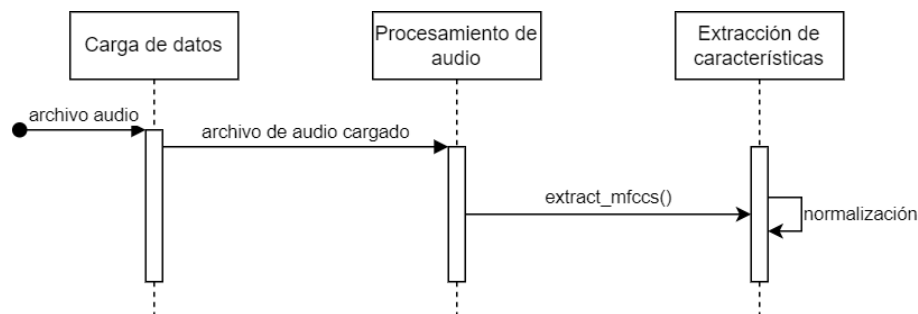 Carga de datos
Procesamiento de
audio
Extracción de
características
archivo audio
archivo de audio cargado
extract_mfccs()
normalización